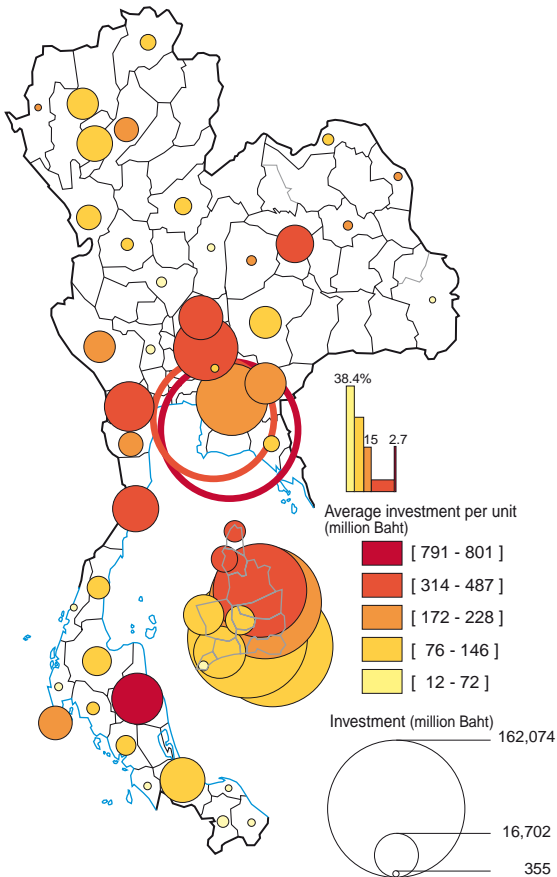 38.4%
15
2.7
Average investment per unit
(million Baht)
[ 791 - 801 ]
[ 314 - 487 ]
[ 172 - 228 ]
[ 76 - 146 ]
[ 12 - 72 ]
Investment (million Baht)
162,074
16,702
355